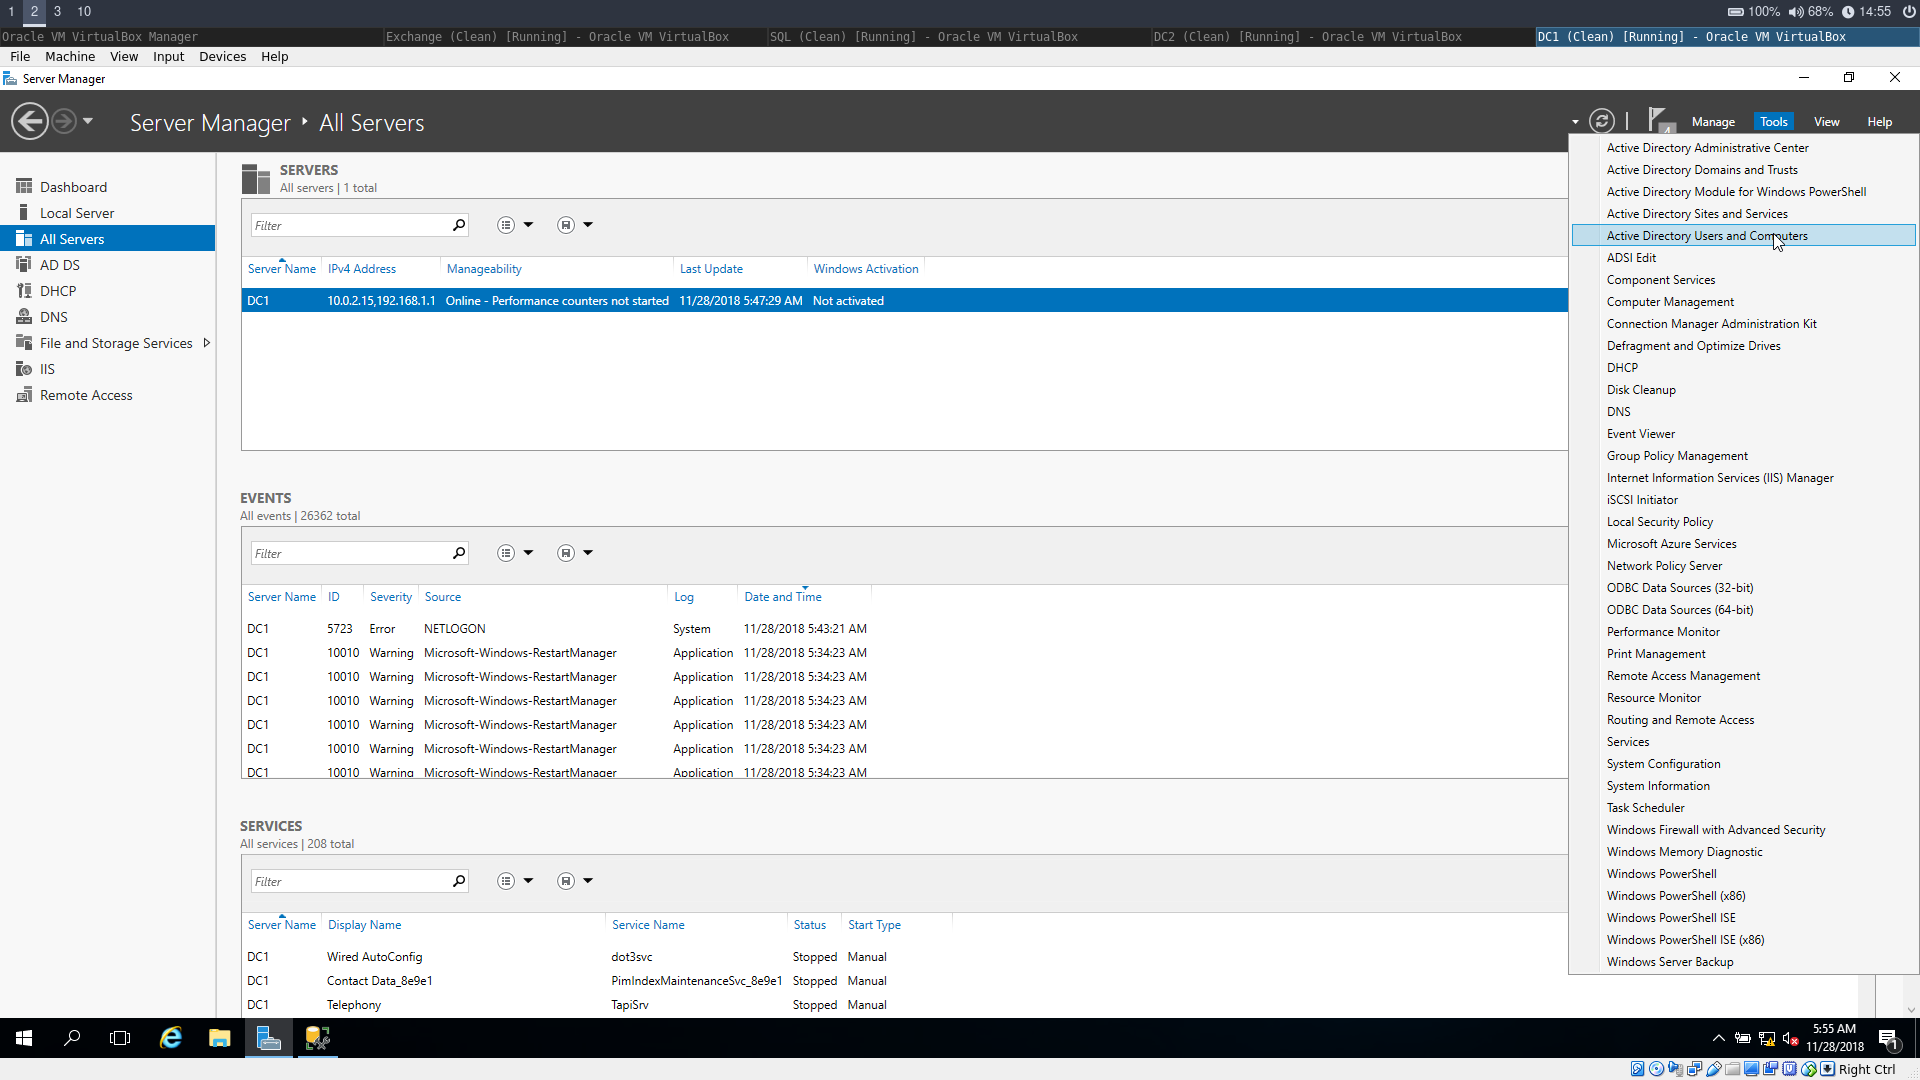 1 2 3 10 100% 68% 14:55
Oracle VM VirtualBox Manager Exchange (Clean) [Running] - Oracle VM VirtualBox SQL (Clean) [Running] - Oracle VM VirtualBox DC2 (Clean) [Running] - Oracle VM VirtualBox DC1 (Clean) [Running] - Oracle VM VirtualBox
File Machine View Input Devices Help
Server Manager
Server Manager All Servers
4 Manage Tools View Help
Dashboard
Local Server
All Servers
AD DS
DHCP
DNS
File and Storage Services
IIS
Remote Access
SERVERS
All servers | 1 total
Filter
Server Name IPv4 Address Manageability Last Update Windows Activation
DC1 10.0.2.15,192.168.1.1 Online - Performance counters not started 11/28/2018 5:47:29 AM Not activated
EVENTS
All events | 26362 total
Filter
Server Name ID Severity Source Log Date and Time
DC1 5723 Error NETLOGON System 11/28/2018 5:43:21 AM
DC1 10010 Warning Microsoft-Windows-RestartManager Application 11/28/2018 5:34:23 AM
DC1 10010 Warning Microsoft-Windows-RestartManager Application 11/28/2018 5:34:23 AM
DC1 10010 Warning Microsoft-Windows-RestartManager Application 11/28/2018 5:34:23 AM
DC1 10010 Warning Microsoft-Windows-RestartManager Application 11/28/2018 5:34:23 AM
DC1 10010 Warning Microsoft-Windows-RestartManager Application 11/28/2018 5:34:23 AM
DC1 10010 Warning Microsoft-Windows-RestartManager Application 11/28/2018 5:34:23 AM
SERVICES
All services | 208 total
Filter
Server Name Display Name Service Name Status Start Type
DC1 Wired AutoConfig dot3svc Stopped Manual
DC1 Contact Data_8e9e1 PimIndexMaintenanceSvc_8e9e1 Stopped Manual
DC1 Telephony TapiSrv Stopped Manual
Active Directory Administrative Center
Active Directory Domains and Trusts
Active Directory Module for Windows PowerShell
Active Directory Sites and Services
Active Directory Users and Computers
ADSI Edit
Component Services
Computer Management
Connection Manager Administration Kit
Defragment and Optimize Drives
DHCP
Disk Cleanup
DNS
Event Viewer
Group Policy Management
Internet Information Services (IIS) Manager
iSCSI Initiator
Local Security Policy
Microsoft Azure Services
Network Policy Server
ODBC Data Sources (32-bit)
ODBC Data Sources (64-bit)
Performance Monitor
Print Management
Remote Access Management
Resource Monitor
Routing and Remote Access
Services
System Configuration
System Information
Task Scheduler
Windows Firewall with Advanced Security
Windows Memory Diagnostic
Windows PowerShell
Windows PowerShell (x86)
Windows PowerShell ISE
Windows PowerShell ISE (x86)
Windows Server Backup
5:55 AM
11/28/2018
1
Right Ctrl